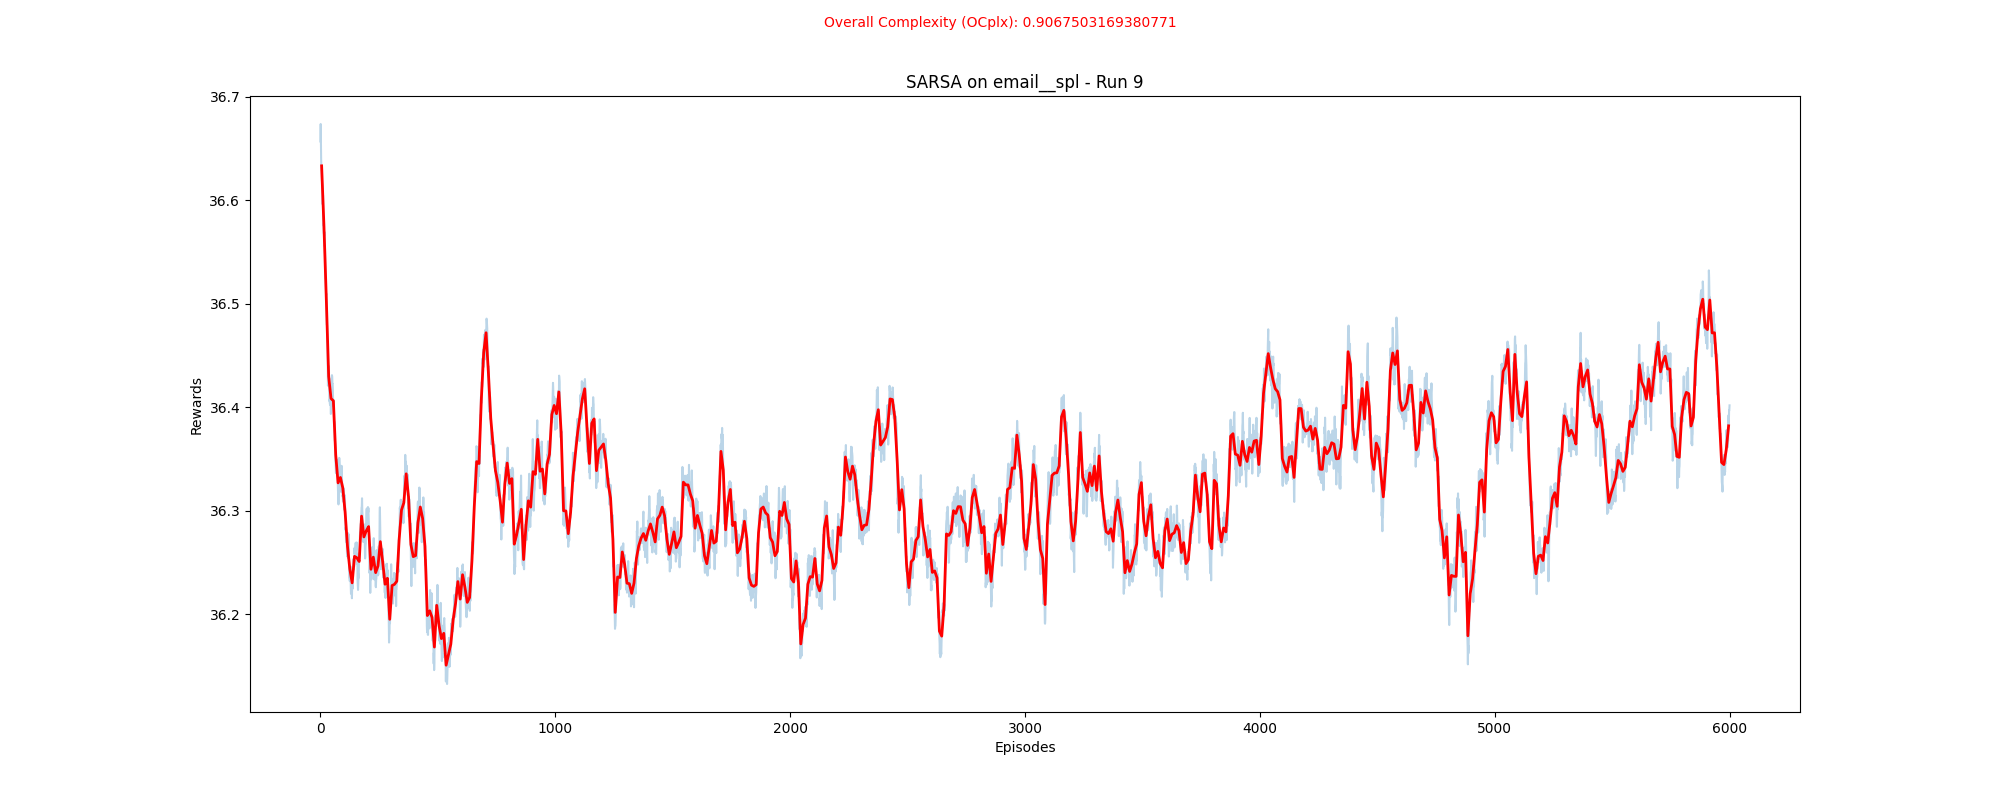 Overall Complexity (OCplx): 0.9067503169380771
SARSA on email__spl - Run 9
36.7
36.6
36.5
36.4
36.3
36.2
Rewards
0 1000 2000 3000 4000 5000 6000
Episodes